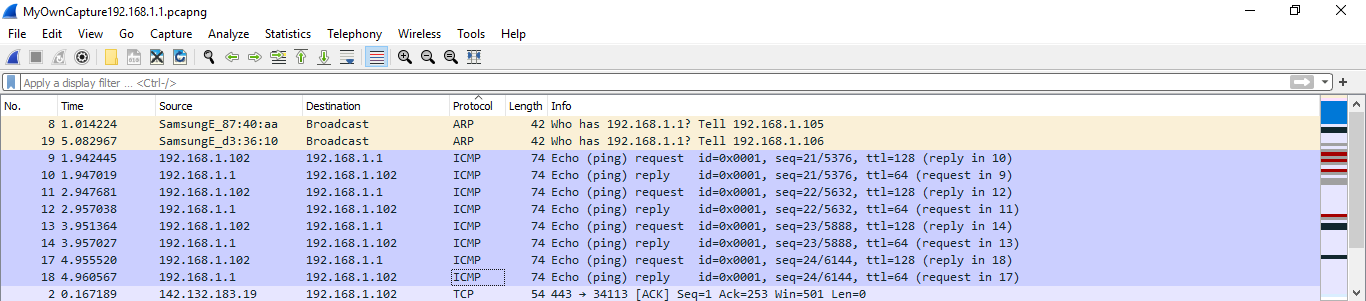 MyOwnCapture192.168.1.1.pcapng
File Edit View Go Capture Analyze Statistics Telephony Wireless Tools Help
Apply a display filter ... <Ctrl-/>
No. Time Source Destination Protocol Length Info
8 1.014224 SamsungE_87:40:aa Broadcast ARP 42 Who has 192.168.1.1? Tell 192.168.1.105
19 5.082967 SamsungE_d3:36:10 Broadcast ARP 42 Who has 192.168.1.1? Tell 192.168.1.106
9 1.942445 192.168.1.102 192.168.1.1 ICMP 74 Echo (ping) request id=0x0001, seq=21/5376, ttl=128 (reply in 10)
10 1.947019 192.168.1.1 192.168.1.102 ICMP 74 Echo (ping) reply id=0x0001, seq=21/5376, ttl=64 (request in 9)
11 2.947681 192.168.1.102 192.168.1.1 ICMP 74 Echo (ping) request id=0x0001, seq=22/5632, ttl=128 (reply in 12)
12 2.957038 192.168.1.1 192.168.1.102 ICMP 74 Echo (ping) reply id=0x0001, seq=22/5632, ttl=64 (request in 11)
13 3.951364 192.168.1.102 192.168.1.1 ICMP 74 Echo (ping) request id=0x0001, seq=23/5888, ttl=128 (reply in 14)
14 3.957027 192.168.1.1 192.168.1.102 ICMP 74 Echo (ping) reply id=0x0001, seq=23/5888, ttl=64 (request in 13)
17 4.955520 192.168.1.102 192.168.1.1 ICMP 74 Echo (ping) request id=0x0001, seq=24/6144, ttl=128 (reply in 18)
18 4.960567 192.168.1.1 192.168.1.102 ICMP 74 Echo (ping) reply id=0x0001, seq=24/6144, ttl=64 (request in 17)
2 0.167189 142.132.183.19 192.168.1.102 TCP 54 443 → 34113 [ACK] Seq=1 Ack=253 Win=501 Len=0